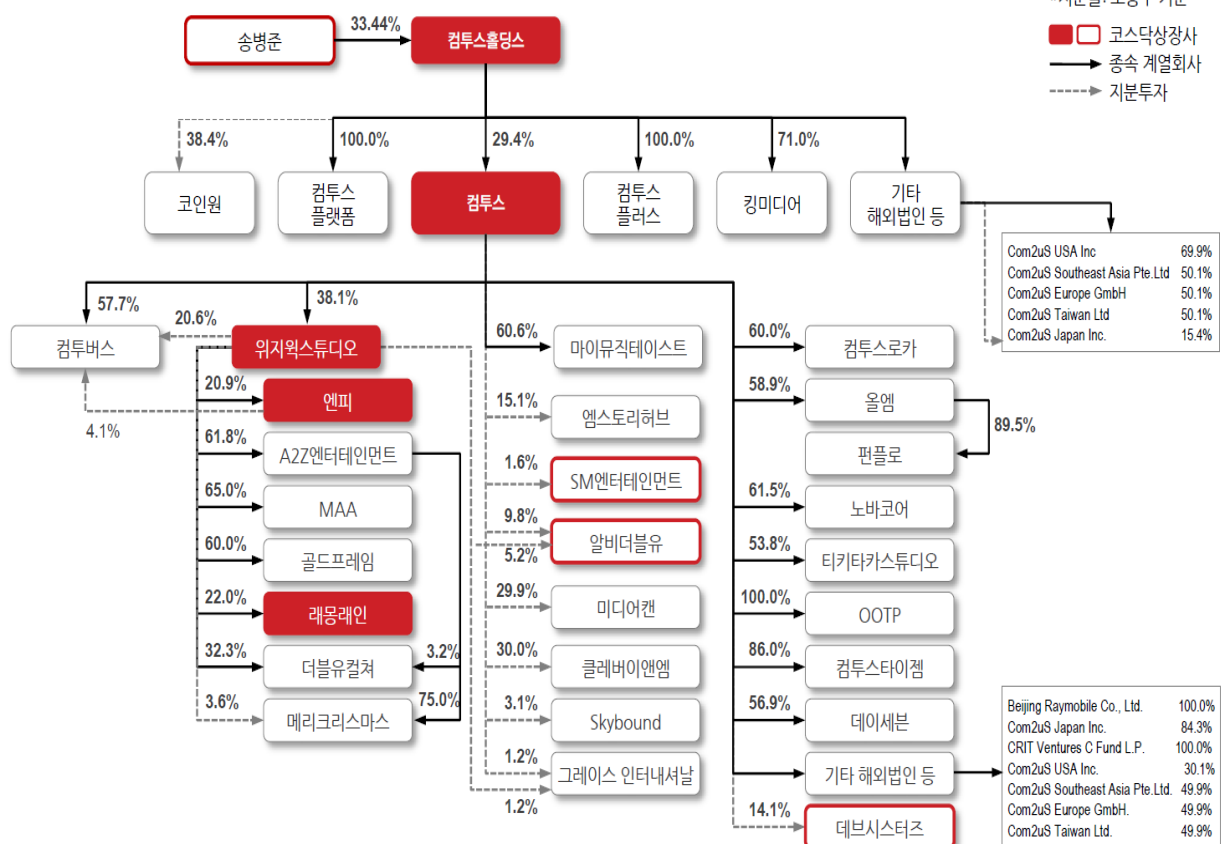 *지분율: 보통주 기준
코스닥상장사
종속 계열회사
지분투자
송병준
33.44%
컴투스홀딩스
38.4%
100.0%
29.4%
100.0%
71.0%
코인원
컴투스
플랫폼
컴투스
컴투스
플러스
킹미디어
기타
해외법인 등
Com2uS USA Inc 69.9%
Com2uS Southeast Asia Pte.Ltd 50.1%
Com2uS Europe GmbH 50.1%
Com2uS Taiwan Ltd 50.1%
Com2uS Japan Inc. 15.4%
57.7%
38.1%
20.6%
컴투버스
위지윅스튜디오
20.9%
엔피
4.1%
61.8%
A2Z엔터테인먼트
65.0%
MAA
60.0%
골드프레임
22.0%
래몽래인
32.3%
더블유컬쳐
3.2%
3.6%
메리크리스마스
75.0%
60.6%
마이뮤직테이스트
15.1%
엠스토리허브
1.6%
SM엔터테인먼트
9.8%
알비더블유
5.2%
29.9%
미디어캔
30.0%
클레버이앤엠
3.1%
Skybound
1.2%
그레이스 인터내셔날
1.2%
60.0%
컴투스로카
58.9%
올엠
89.5%
펀플로
61.5%
노바코어
53.8%
티키타카스튜디오
100.0%
OOTP
86.0%
컴투스타이젬
56.9%
데이세븐
기타 해외법인 등
14.1%
데브시스터즈
Beijing Raymobile Co., Ltd. 100.0%
Com2uS Japan Inc. 84.3%
CRIT Ventures C Fund L.P. 100.0%
Com2uS USA Inc. 30.1%
Com2uS Southeast Asia Pte.Ltd. 49.9%
Com2uS Europe GmbH. 49.9%
Com2uS Taiwan Ltd. 49.9%